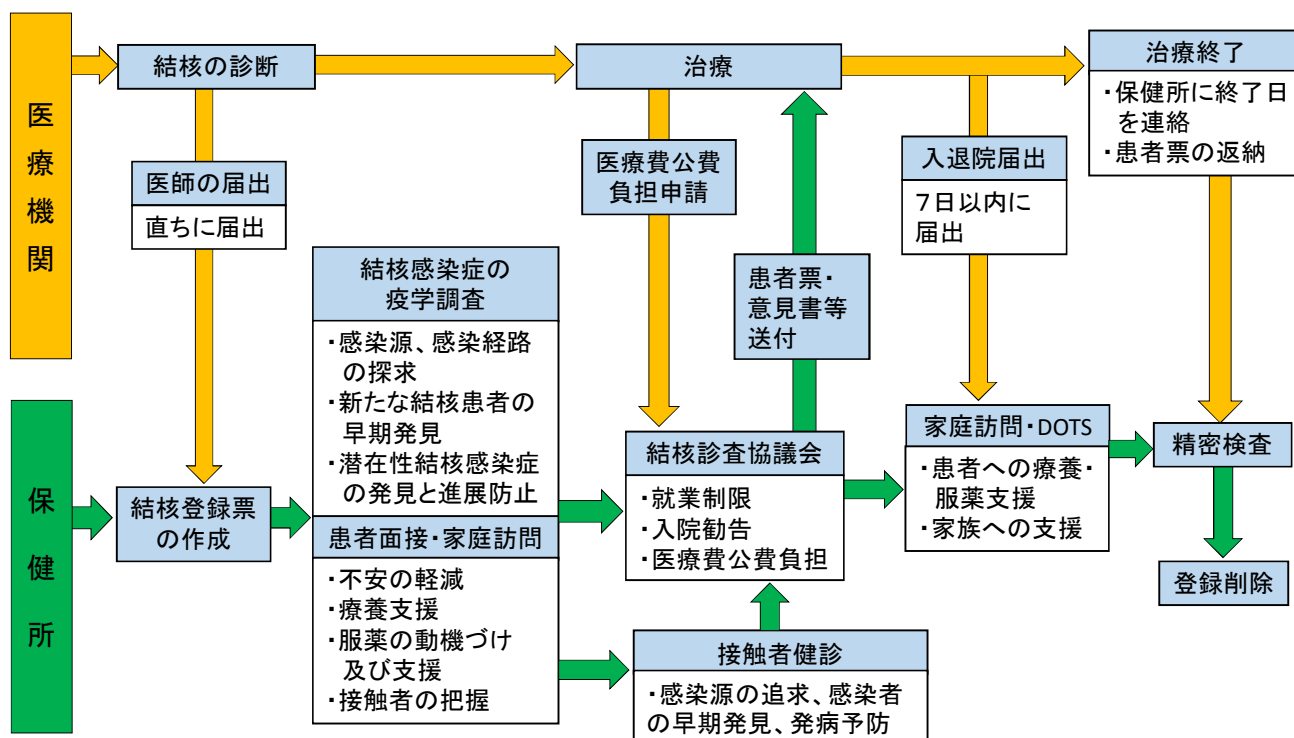 医療機関
結核の診断
治療
治療終了
・保健所に終了日
を連絡
・患者票の返納
医師の届出
直ちに届出
医療費公費
負担申請
入退院届出
7日以内に
届出
患者票・
意見書等
送付
保健所
結核登録票
の作成
結核感染症の
疫学調査
・感染源、感染経路
の探求
・新たな結核患者の
早期発見
・潜在性結核感染症
の発見と進展防止
患者面接・家庭訪問
・不安の軽減
・療養支援
・服薬の動機づけ
及び支援
・接触者の把握
結核診査協議会
・就業制限
・入院勧告
・医療費公費負担
接触者健診
・感染源の追求、感染者
の早期発見、発病予防
家庭訪問・DOTS
・患者への療養・
服薬支援
・家族への支援
精密検査
登録削除